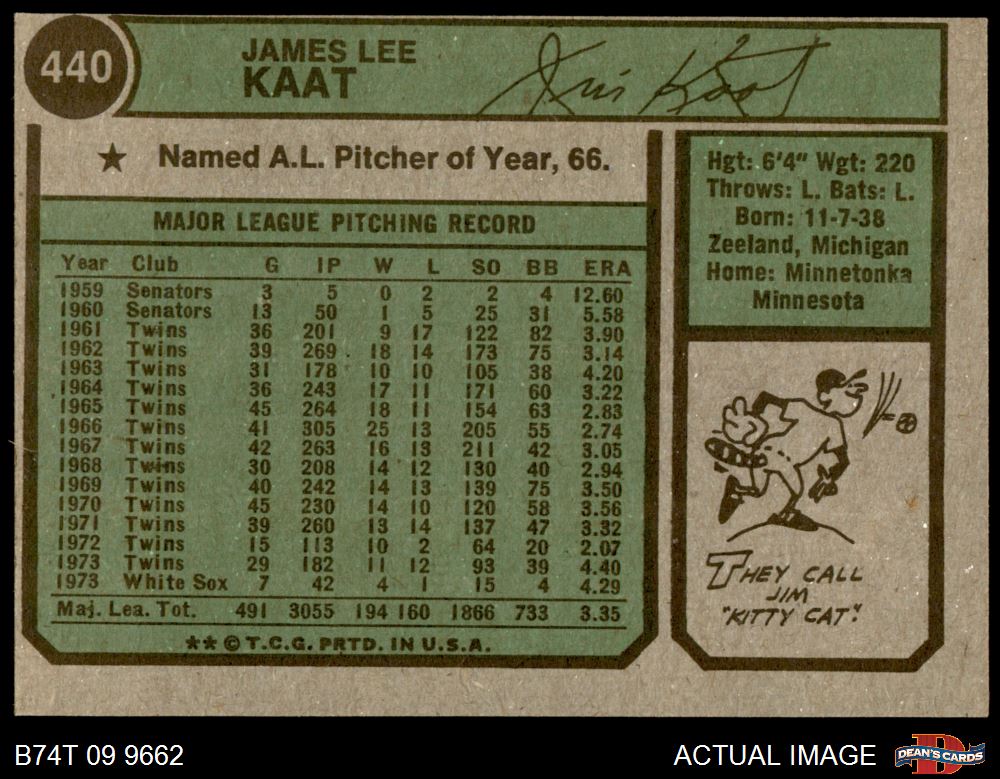 440
JAMES LEE
KAAT
Jim Kaat
★ Named A.L. Pitcher of Year, 66.
MAJOR LEAGUE PITCHING RECORD
Year Club G IP W L SO BB ERA
1959 Senators 3 5 0 2 2 4 12.60
1960 Senators 13 50 1 5 25 31 5.58
1961 Twins 36 201 9 17 122 82 3.90
1962 Twins 39 269 18 14 173 75 3.14
1963 Twins 31 178 10 10 105 38 4.20
1964 Twins 36 243 17 11 171 60 3.22
1965 Twins 45 264 18 11 154 63 2.83
1966 Twins 41 305 25 13 205 55 2.74
1967 Twins 42 263 16 13 211 42 3.05
1968 Twins 30 208 14 12 130 40 2.94
1969 Twins 40 242 14 13 139 75 3.50
1970 Twins 45 230 14 10 120 58 3.56
1971 Twins 39 260 13 14 137 47 3.32
1972 Twins 15 113 10 2 64 20 2.07
1973 Twins 29 182 11 12 93 39 4.40
1973 White Sox 7 42 4 1 15 4 4.29
Maj. Lea. Tot. 491 3055 194 160 1866 733 3.35
★★ © T.C.G. PRTD. IN U.S.A.
Hgt: 6'4" Wgt: 220
Throws: L. Bats: L.
Born: 11-7-38
Zeeland, Michigan
Home: Minnetonka
Minnesota
THEY CALL
JIM
"KITTY CAT".
B74T 09 9662
ACTUAL IMAGE
DEAN'S CARDS